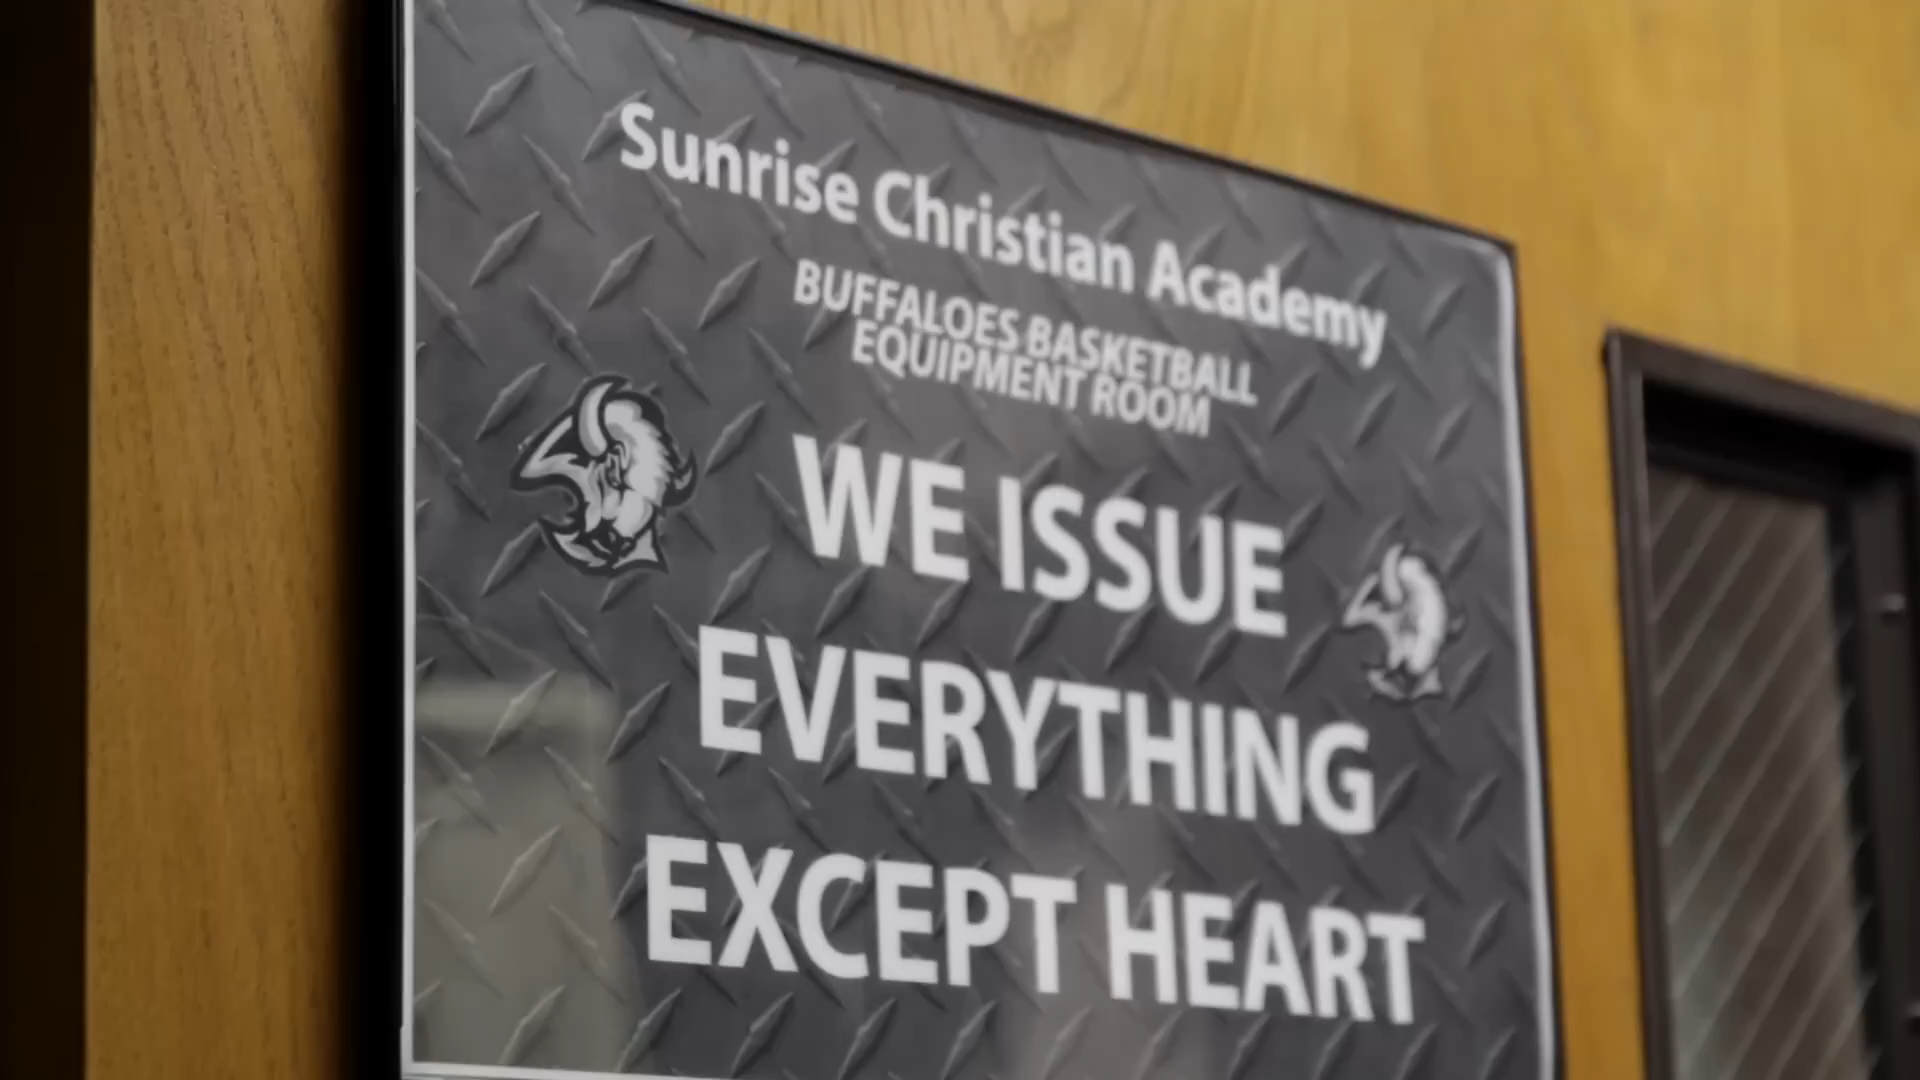 Sunrise Christian Academy
BUFFALOES BASKETBALL
EQUIPMENT ROOM
WE ISSUE
EVERYTHING
EXCEPT HEART